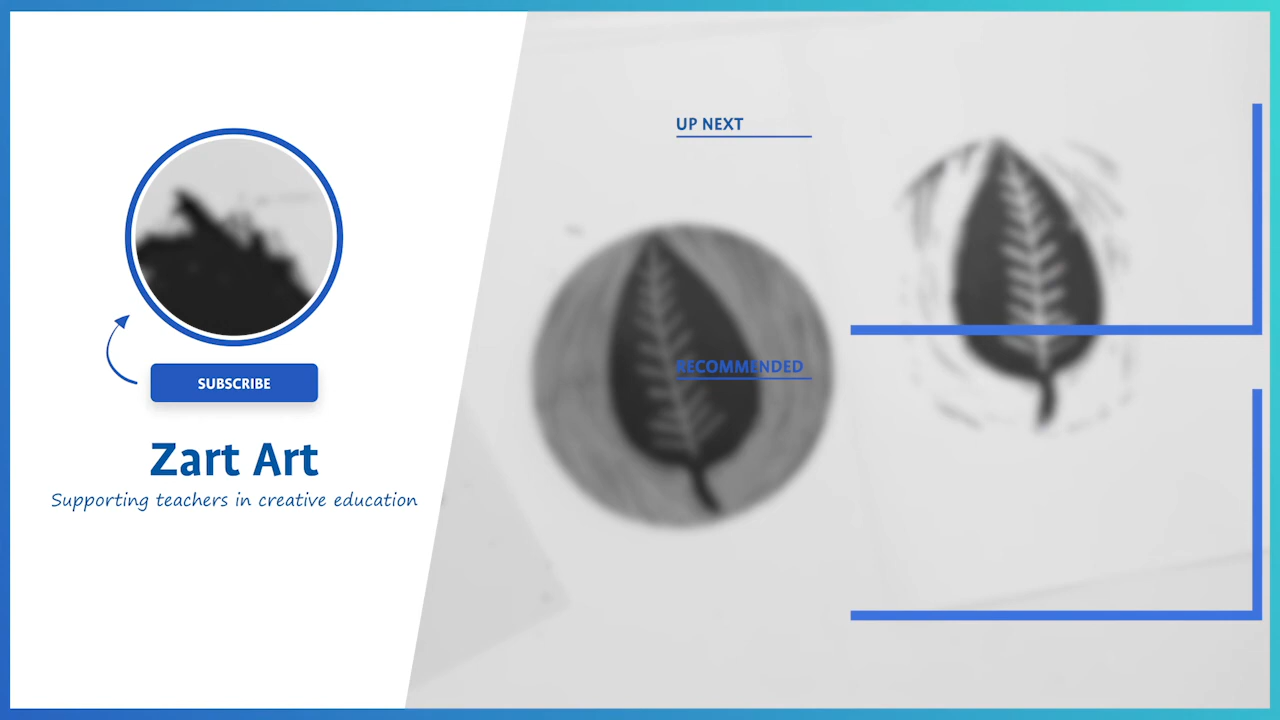 SUBSCRIBE
Zart Art
Supporting teachers in creative education
UP NEXT
RECOMMENDED